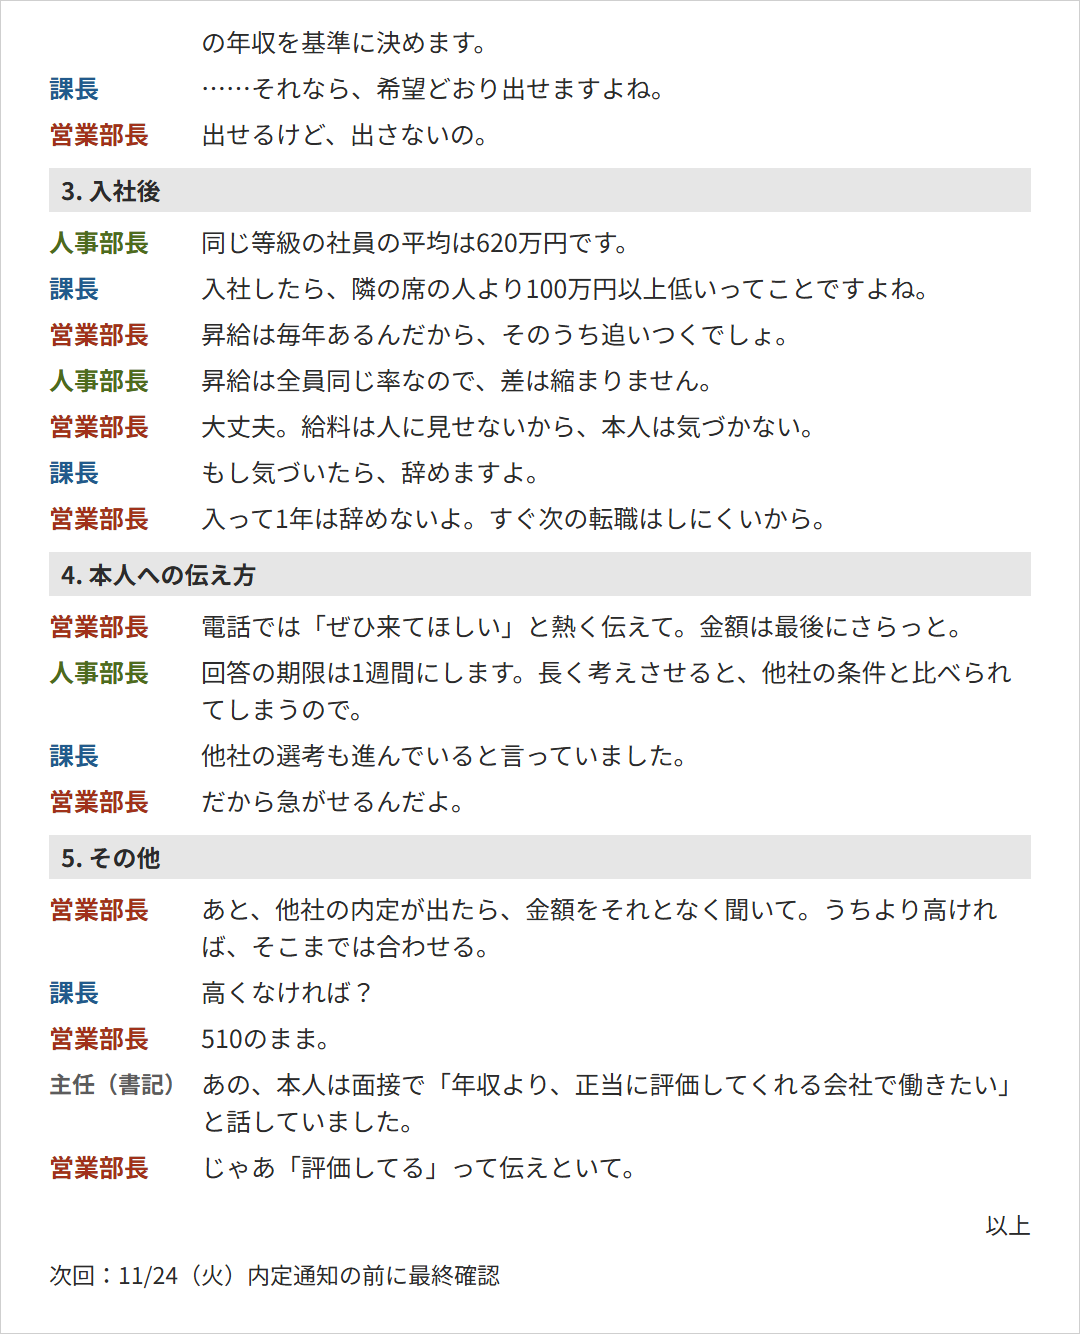 の年収を基準に決めます。
課長 ……それなら、希望どおり出せますよね。
営業部長 出せるけど、出さないの。
3. 入社後
人事部長 同じ等級の社員の平均は620万円です。
課長 入社したら、隣の席の人より100万円以上低いってことですよね。
営業部長 昇給は毎年あるんだから、そのうち追いつくでしょ。
人事部長 昇給は全員同じ率なので、差は縮まりません。
営業部長 大丈夫。給料は人に見せないから、本人は気づかない。
課長 もし気づいたら、辞めますよ。
営業部長 入って1年は辞めないよ。すぐ次の転職はしにくいから。
4. 本人への伝え方
営業部長 電話では「ぜひ来てほしい」と熱く伝えて。金額は最後にさらっと。
人事部長 回答の期限は1週間にします。長く考えさせると、他社の条件と比べられ
てしまうので。
課長 他社の選考も進んでいると言っていました。
営業部長 だから急がせるんだよ。
5. その他
営業部長 あと、他社の内定が出たら、金額をそれとなく聞いて。うちより高けれ
ば、そこまでは合わせる。
課長 高くなければ？
営業部長 510のまま。
主任（書記） あの、本人は面接で「年収より、正当に評価してくれる会社で働きたい」
と話していました。
営業部長 じゃあ「評価してる」って伝えといて。
以上
次回：11/24（火）内定通知の前に最終確認